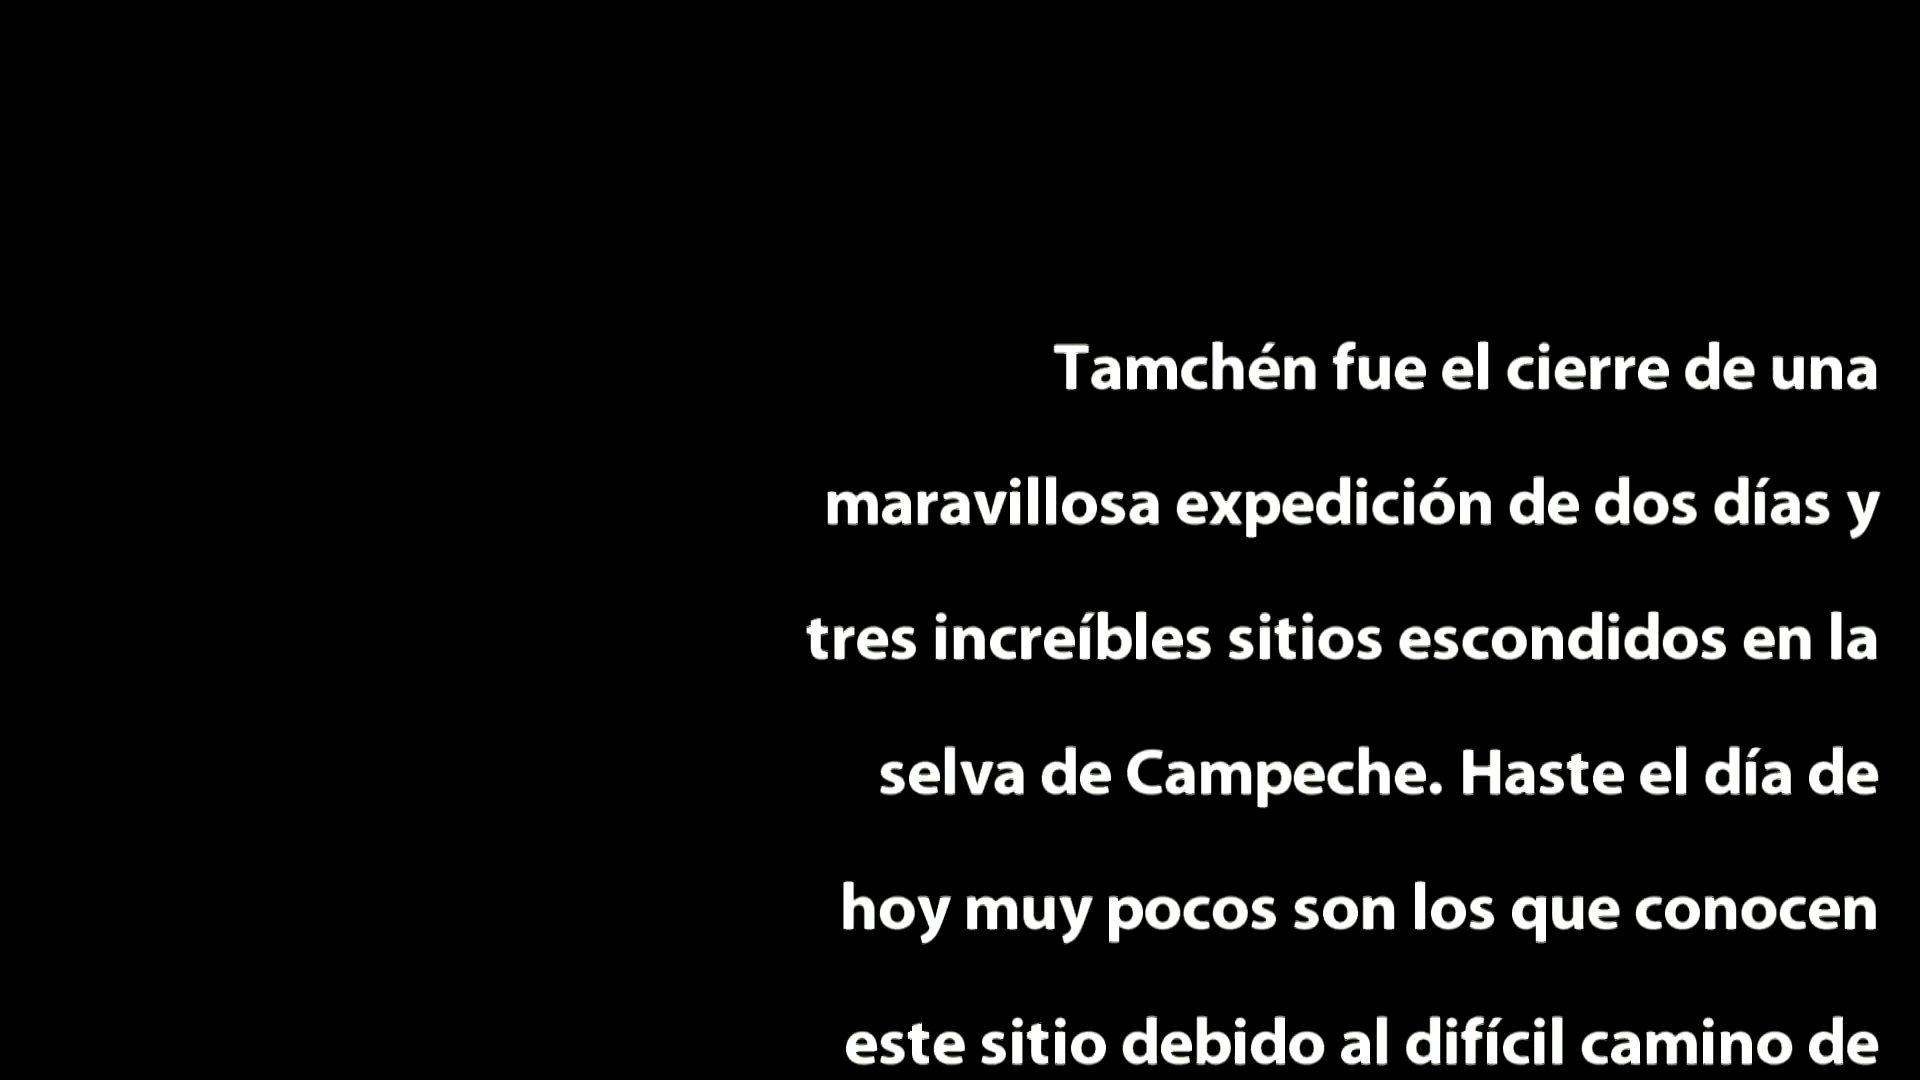 Tamchén fue el cierre de una
maravillosa expedición de dos días y
tres increíbles sitios escondidos en la
selva de Campeche. Haste el día de
hoy muy pocos son los que conocen
este sitio debido al difícil camino de